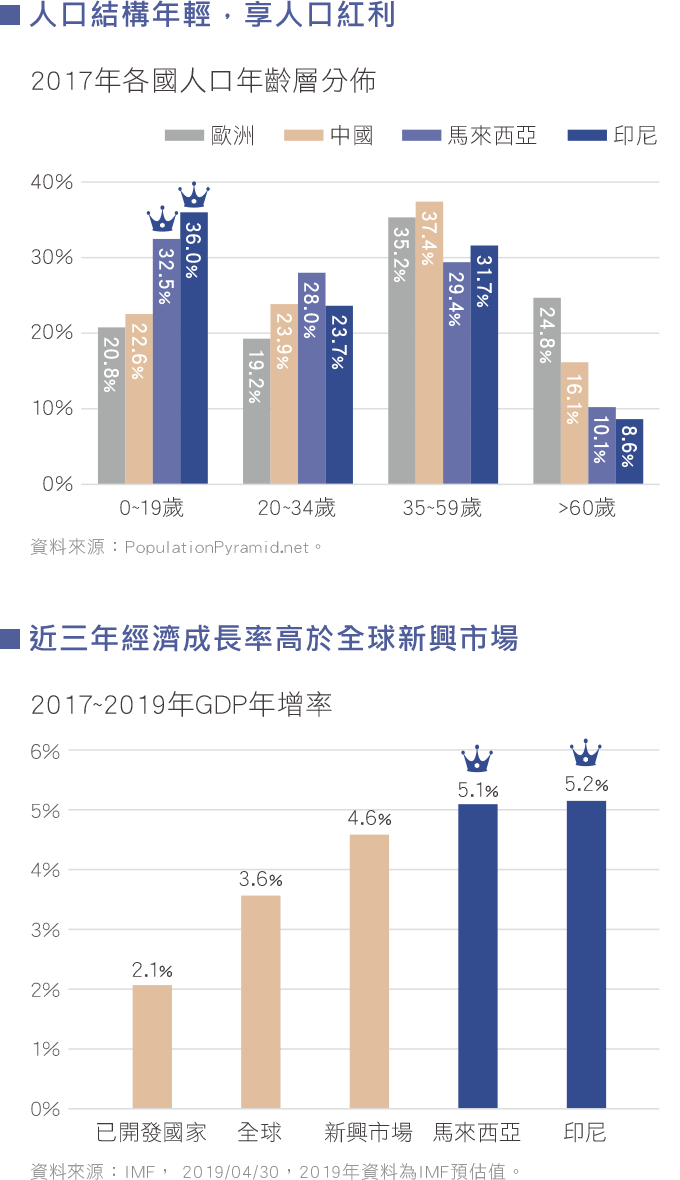 人口結構年輕，享人口紅利
2017年各國人口年齡層分佈
歐洲 中國 馬來西亞 印尼
40%
30%
20%
10%
0%
20.8% 22.6% 32.5% 36.0%
19.2% 23.9% 28.0% 23.7%
35.2% 37.4% 29.4% 31.7%
24.8% 16.1% 10.1% 8.6%
0~19歲 20~34歲 35~59歲 >60歲
資料來源：PopulationPyramid.net。
近三年經濟成長率高於全球新興市場
2017~2019年GDP年增率
6%
5%
4%
3%
2%
1%
0%
2.1% 3.6% 4.6% 5.1% 5.2%
已開發國家 全球 新興市場 馬來西亞 印尼
資料來源：IMF， 2019/04/30，2019年資料為IMF預估值。